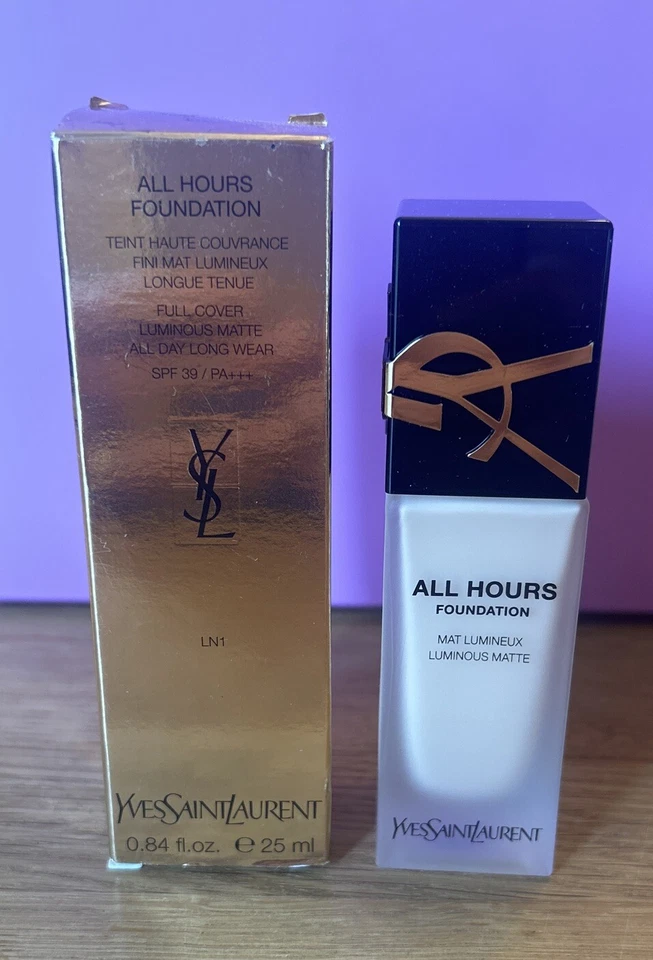 ALL HOURS
FOUNDATION
TEINT HAUTE COUVRANCE
FINI MAT LUMINEUX
LONGUE TENUE
FULL COVER
LUMINOUS MATTE
ALL DAY LONG WEAR
SPF 39 / PA+++
YSL
LN1
YVESSAINTLAURENT
0.84 fl.oz. ℮ 25 ml
ALL HOURS
FOUNDATION
MAT LUMINEUX
LUMINOUS MATTE
YVESSAINTLAURENT